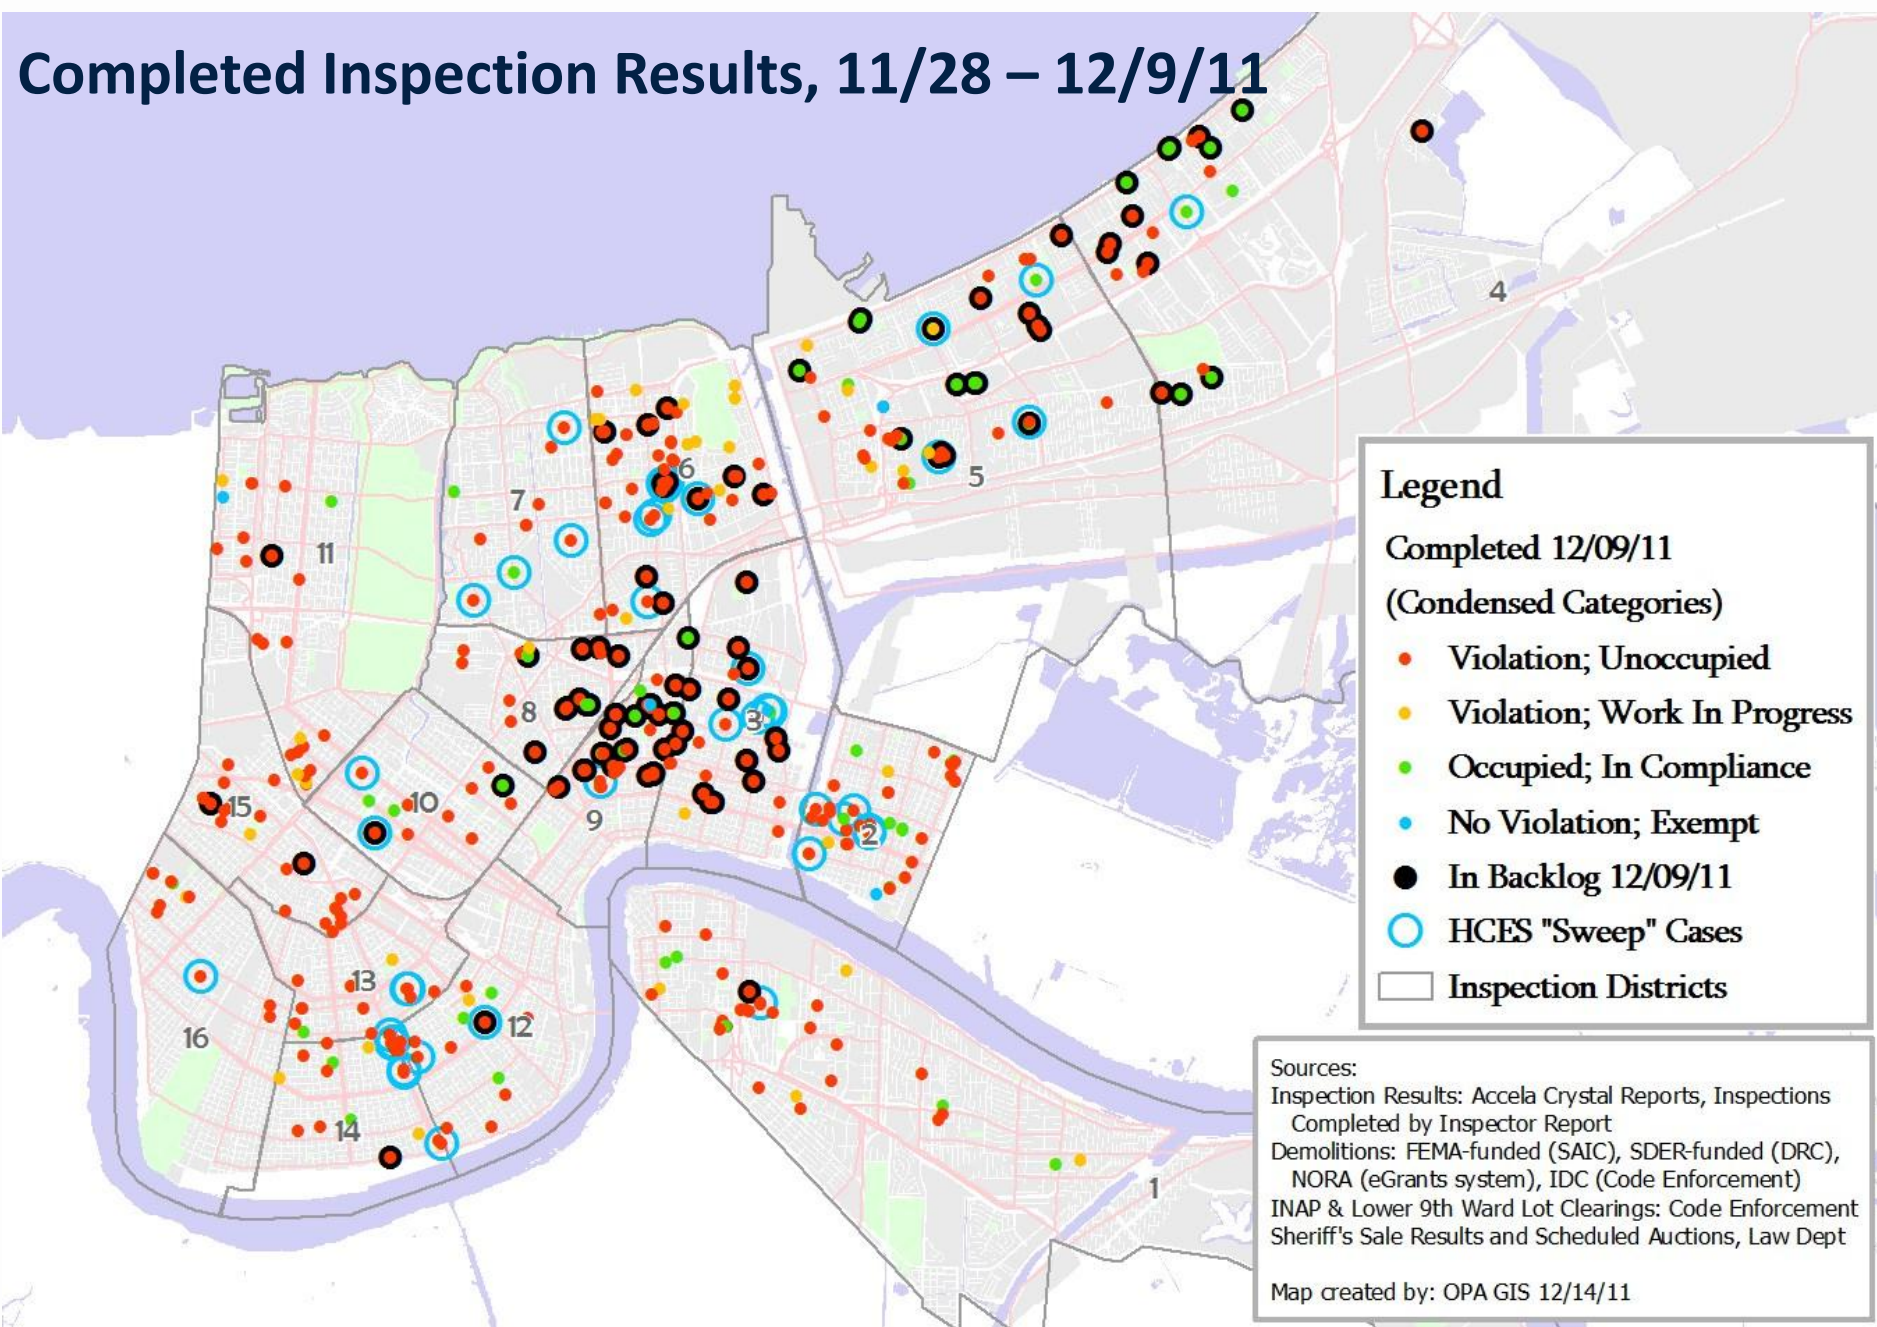 Completed Inspection Results, 11/28 – 12/9/11
4
6
5
7
11
8
3
15
10
9
2
13
12
16
14
1
Legend
Completed 12/09/11
(Condensed Categories)
Violation; Unoccupied
Violation; Work In Progress
Occupied; In Compliance
No Violation; Exempt
In Backlog 12/09/11
HCES "Sweep" Cases
Inspection Districts
Sources:
Inspection Results: Accela Crystal Reports, Inspections
Completed by Inspector Report
Demolitions: FEMA-funded (SAIC), SDER-funded (DRC),
NORA (eGrants system), IDC (Code Enforcement)
INAP & Lower 9th Ward Lot Clearings: Code Enforcement
Sheriff's Sale Results and Scheduled Auctions, Law Dept
Map created by: OPA GIS 12/14/11